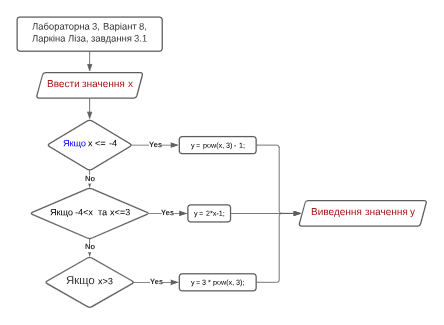 Лабораторна 3, Варіант 8,
Ларкіна Ліза, завдання 3.1
Ввести значення x
Якщо x <= -4
Yes
y = pow(x, 3) - 1;
No
Якщо -4<x та x<=3
Yes
y = 2*x-1;
Виведення значення y
No
Якщо x>3
Yes
y = 3 * pow(x, 3);